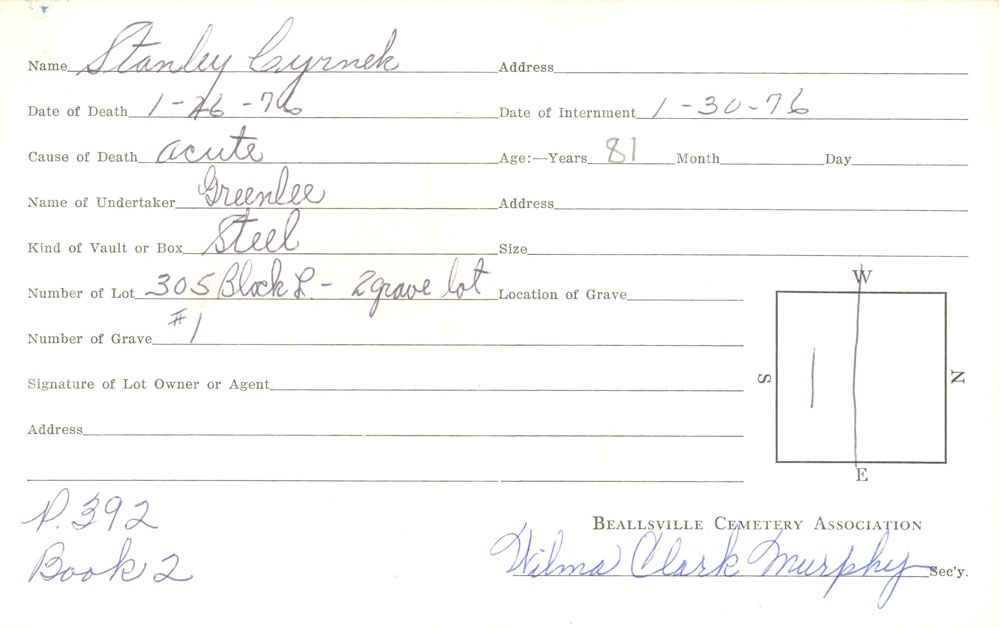 Name Stanley Cyrnek Address
Date of Death 1-26-76 Date of Internment 1-30-76
Cause of Death acute Age:—Years 81 Month Day
Name of Undertaker Greenlee Address
Kind of Vault or Box Steel Size
Number of Lot 305 Block L. - 2 grave lot Location of Grave
Number of Grave #1
Signature of Lot Owner or Agent
Address
W
S
N
E
P. 392
Book 2
BEALLSVILLE CEMETERY ASSOCIATION
Wilma Clark Murphy Sec'y.